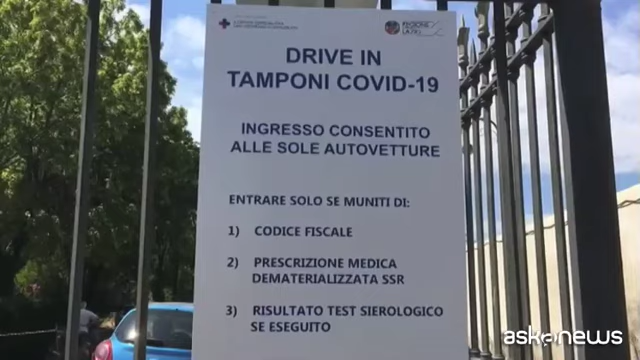 DRIVE IN
TAMPONI COVID-19
INGRESSO CONSENTITO
ALLE SOLE AUTOVETTURE
ENTRARE SOLO SE MUNITI DI:
1) CODICE FISCALE
2) PRESCRIZIONE MEDICA
DEMATERIALIZZATA SSR
3) RISULTATO TEST SIEROLOGICO
SE ESEGUITO
askanews